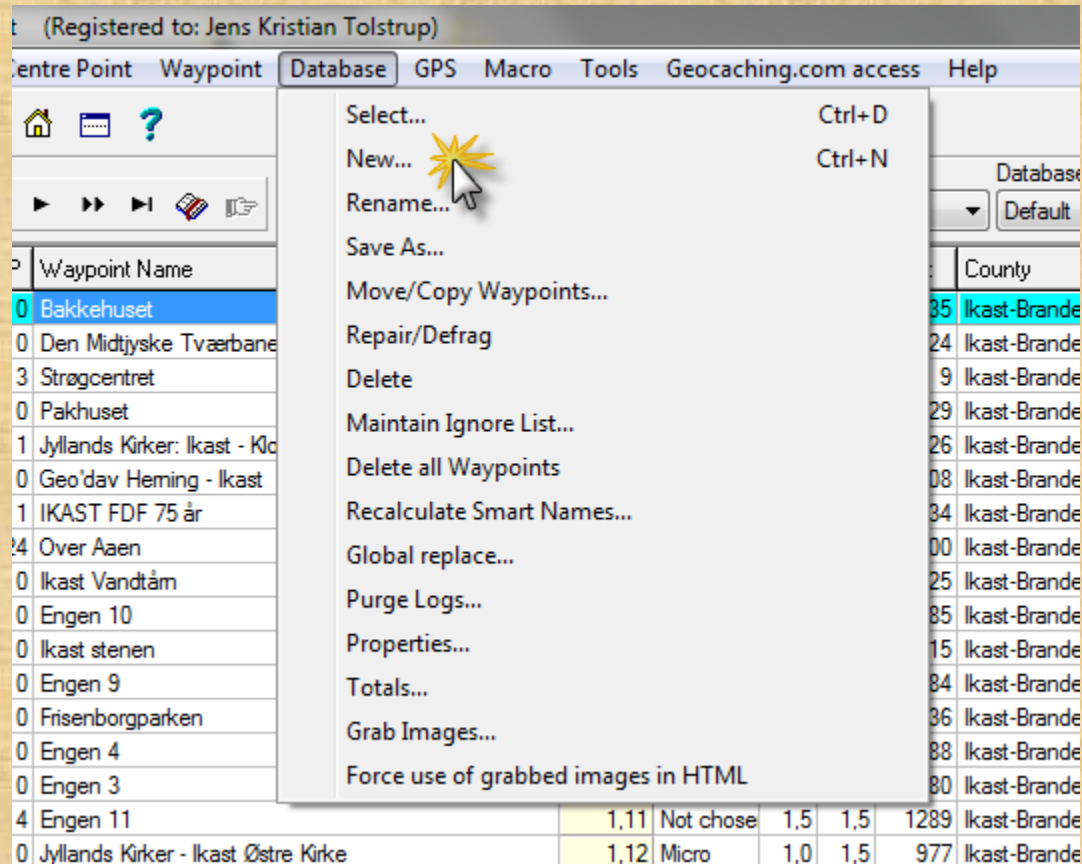 (Registered to: Jens Kristian Tolstrup)
Centre Point Waypoint Database GPS Macro Tools Geocaching.com access Help
Select... Ctrl+D
New... Ctrl+N
Rename...
Save As...
Move/Copy Waypoints...
Repair/Defrag
Delete
Maintain Ignore List...
Delete all Waypoints
Recalculate Smart Names...
Global replace...
Purge Logs...
Properties...
Totals...
Grab Images...
Force use of grabbed images in HTML
Database
Default
Waypoint Name County
0 Bakkehuset 35 Ikast-Brande
0 Den Midtjyske Tværbane 24 Ikast-Brande
3 Strøgcentret 9 Ikast-Brande
0 Pakhuset 29 Ikast-Brande
1 Jyllands Kirker: Ikast - Klo 26 Ikast-Brande
0 Geo'dav Herning - Ikast 08 Ikast-Brande
1 IKAST FDF 75 år 34 Ikast-Brande
24 Over Aaen 00 Ikast-Brande
0 Ikast Vandtårn 25 Ikast-Brande
0 Engen 10 85 Ikast-Brande
0 Ikast stenen 15 Ikast-Brande
0 Engen 9 84 Ikast-Brande
0 Frisenborgparken 36 Ikast-Brande
0 Engen 4 88 Ikast-Brande
0 Engen 3 80 Ikast-Brande
4 Engen 11 1,11 Not chose 1,5 1,5 1289 Ikast-Brande
0 Jyllands Kirker - Ikast Østre Kirke 1,12 Micro 1,0 1,5 977 Ikast-Brande